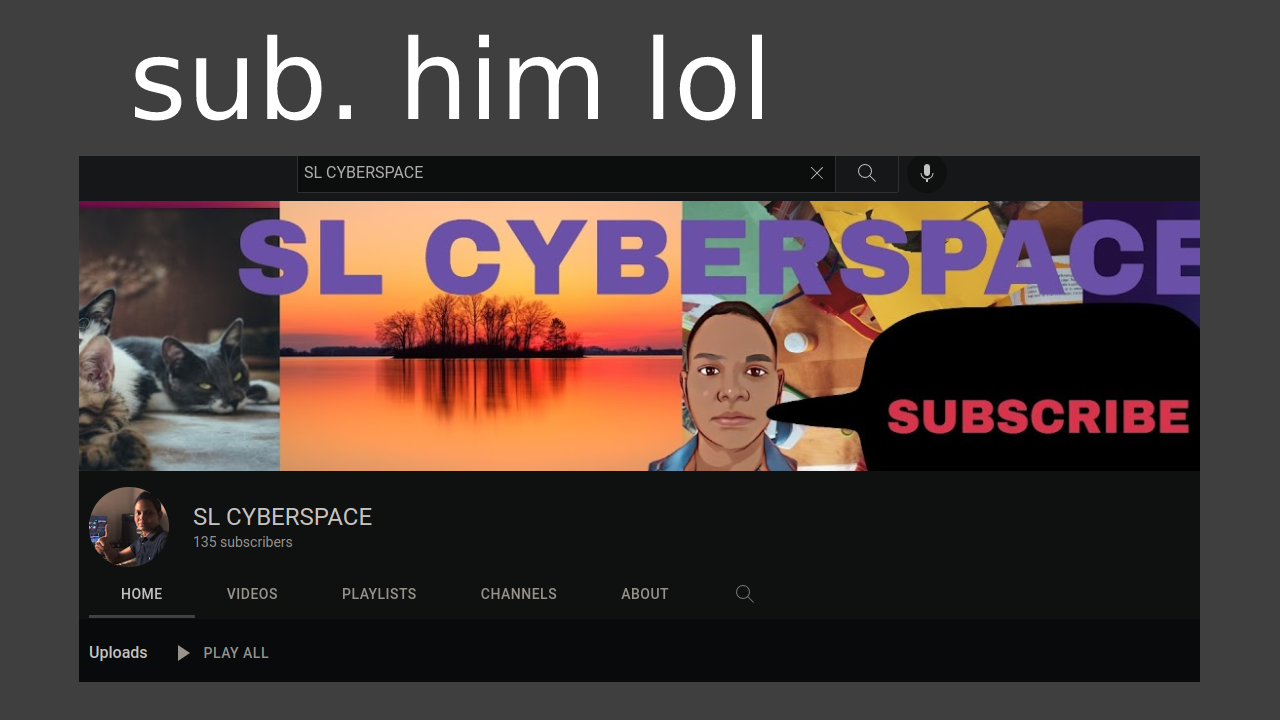 sub. him lol
SL CYBERSPACE
SL CYBERSPACE
SUBSCRIBE
SL CYBERSPACE
135 subscribers
HOME VIDEOS PLAYLISTS CHANNELS ABOUT
Uploads PLAY ALL